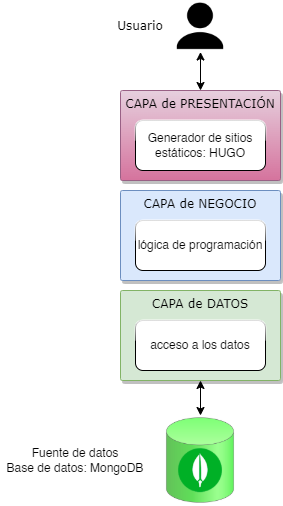 Usuario
CAPA de PRESENTACIÓN
Generador de sitios
estáticos: HUGO
CAPA de NEGOCIO
lógica de programación
CAPA de DATOS
acceso a los datos
Fuente de datos
Base de datos: MongoDB